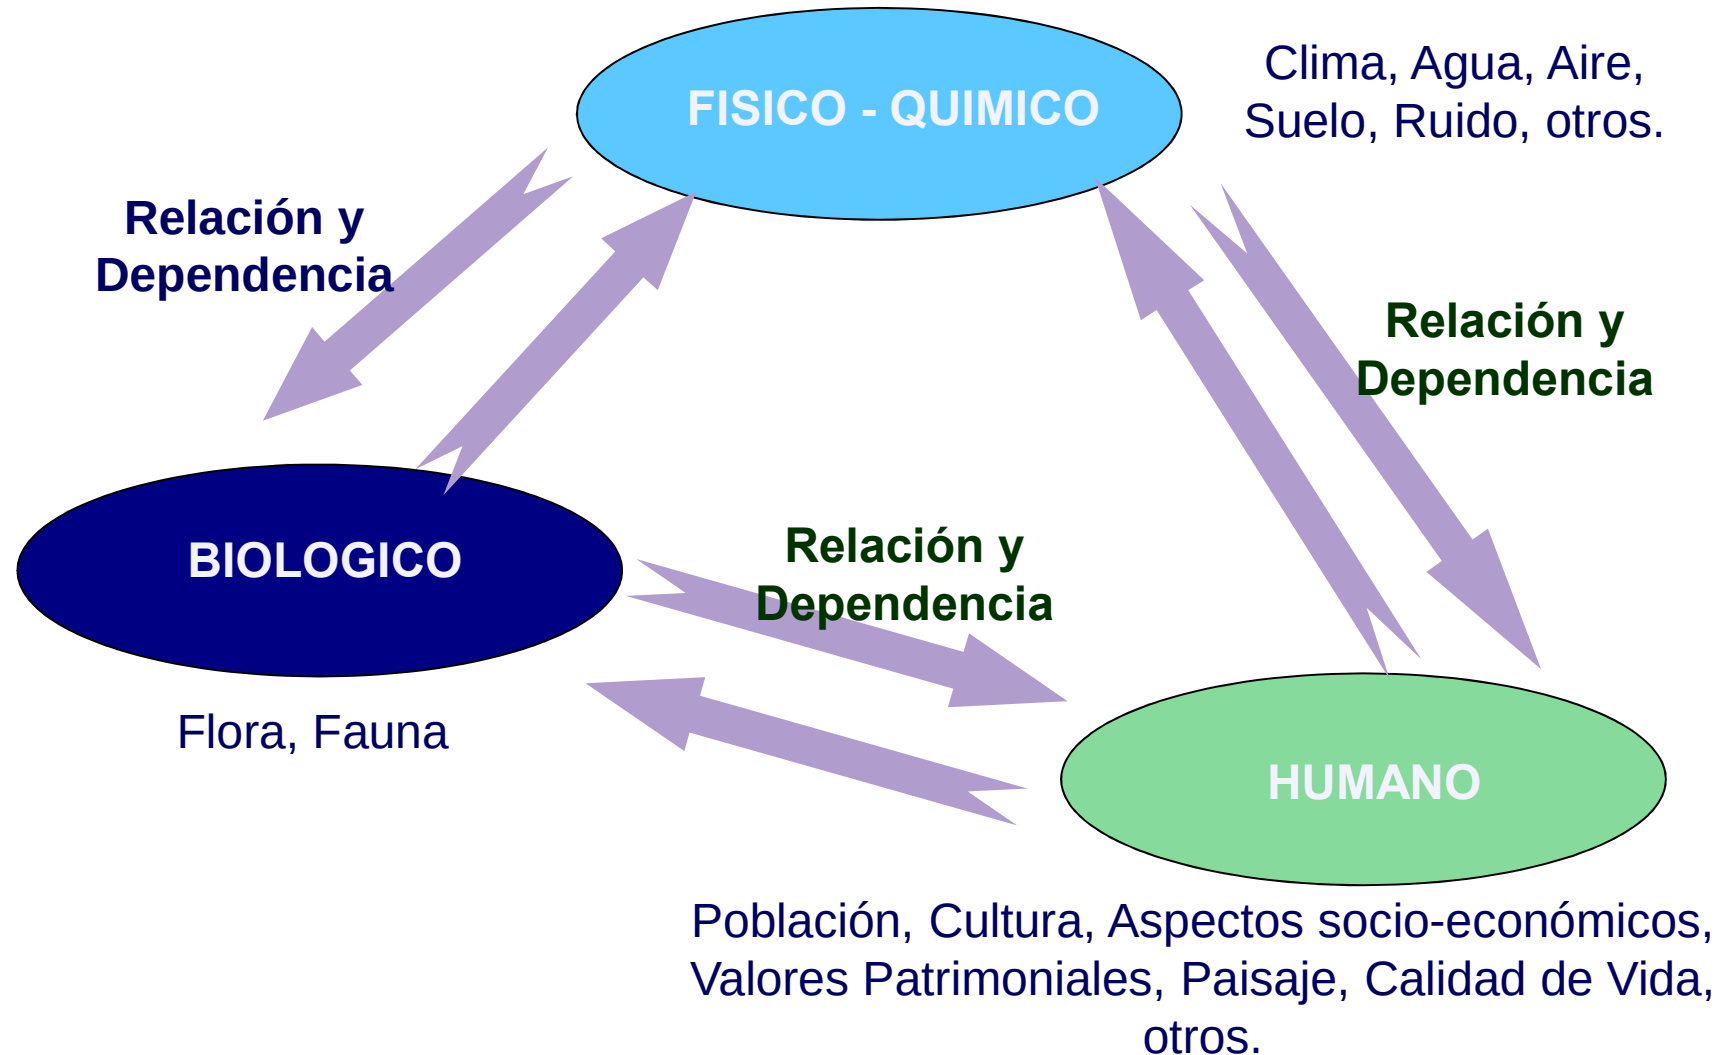 FISICO - QUIMICO
Clima, Agua, Aire,
Suelo, Ruido, otros.
Relación y
Dependencia
Relación y
Dependencia
BIOLOGICO
Relación y
Dependencia
Flora, Fauna
HUMANO
Población, Cultura, Aspectos socio-económicos,
Valores Patrimoniales, Paisaje, Calidad de Vida,
otros.